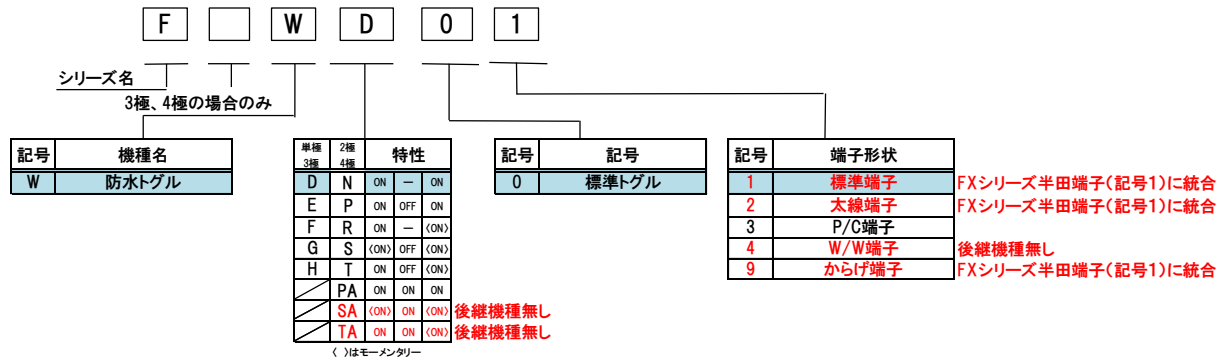 F W D 0 1
シリーズ名
3極、4極の場合のみ
記号 機種名
W 防水トグル
単極 3極 2極 4極 特性
D N ON － ON
E P ON OFF ON
F R ON － 〈ON〉
G S 〈ON〉 OFF 〈ON〉
H T ON OFF 〈ON〉
PA ON ON ON
SA 〈ON〉 ON 〈ON〉 後継機種無し
TA ON ON 〈ON〉 後継機種無し
〈 〉はモーメンタリー
記号 記号
0 標準トグル
記号 端子形状
1 標準端子 FXシリーズ半田端子(記号1)に統合
2 太線端子 FXシリーズ半田端子(記号1)に統合
3 P/C端子
4 W/W端子 後継機種無し
9 からげ端子 FXシリーズ半田端子(記号1)に統合